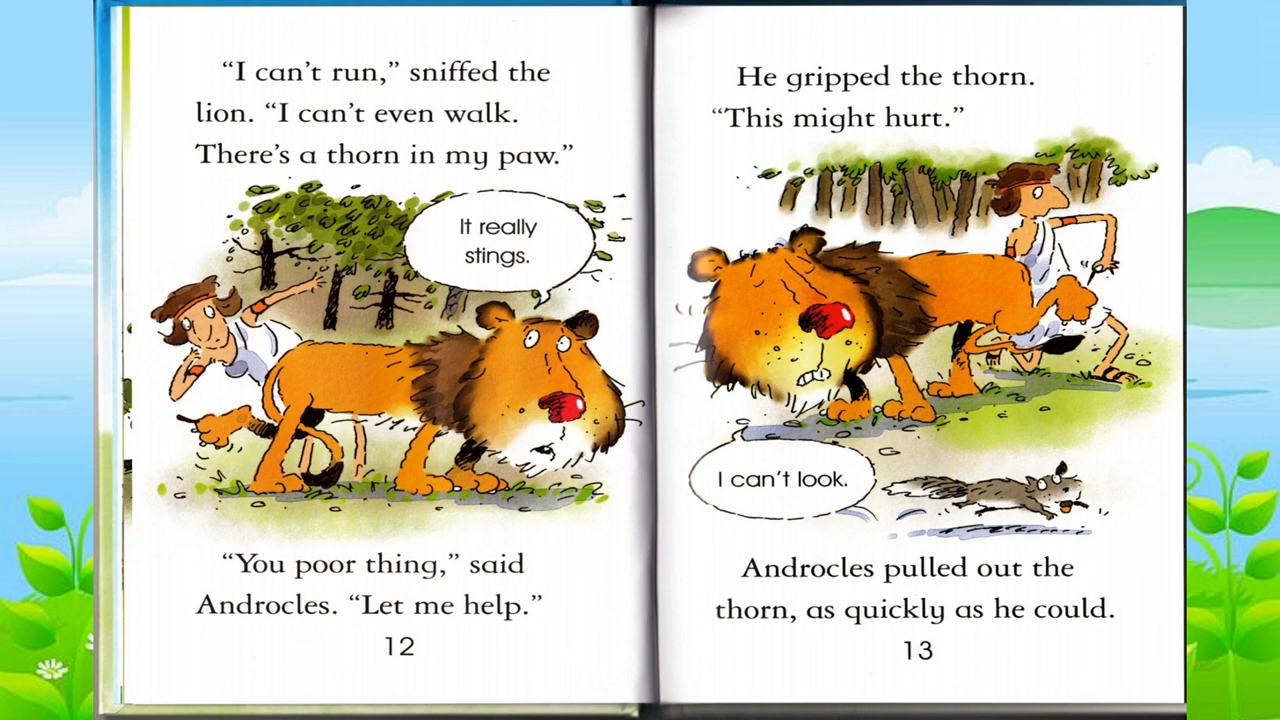 “I can’t run,” sniffed the
lion. “I can’t even walk.
There’s a thorn in my paw.”
It really
stings.
“You poor thing,” said
Androcles. “Let me help.”
12
He gripped the thorn.
“This might hurt.”
I can’t look.
Androcles pulled out the
thorn, as quickly as he could.
13